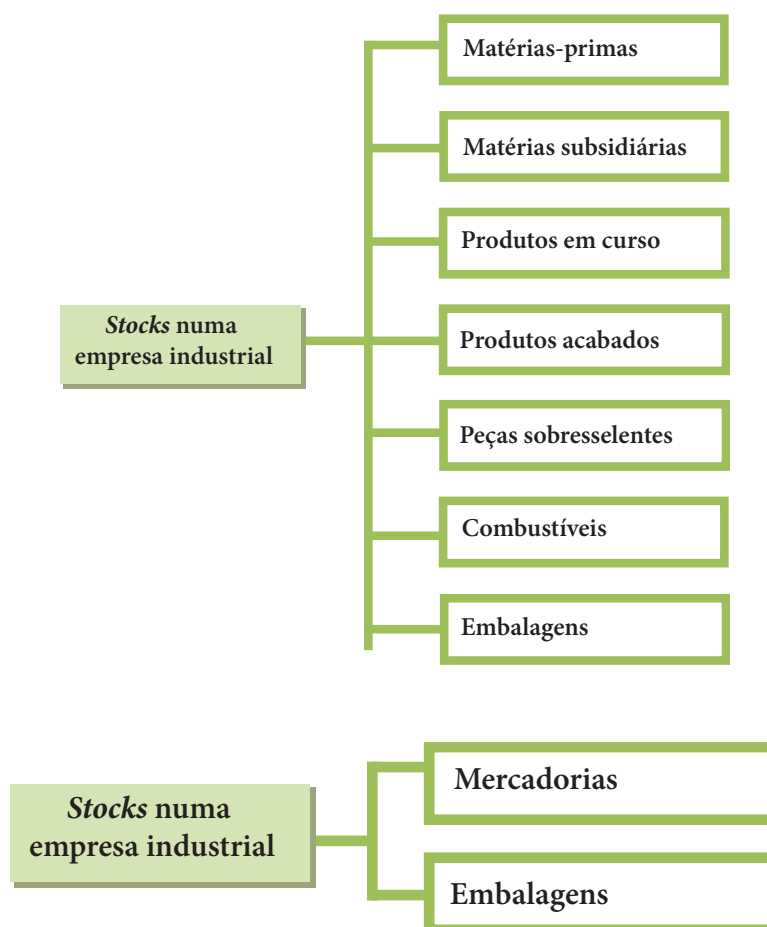 Stocks numa
empresa industrial
Matérias-primas
Matérias subsidiárias
Produtos em curso
Produtos acabados
Peças sobresselentes
Combustíveis
Embalagens
Stocks numa
empresa industrial
Mercadorias
Embalagens